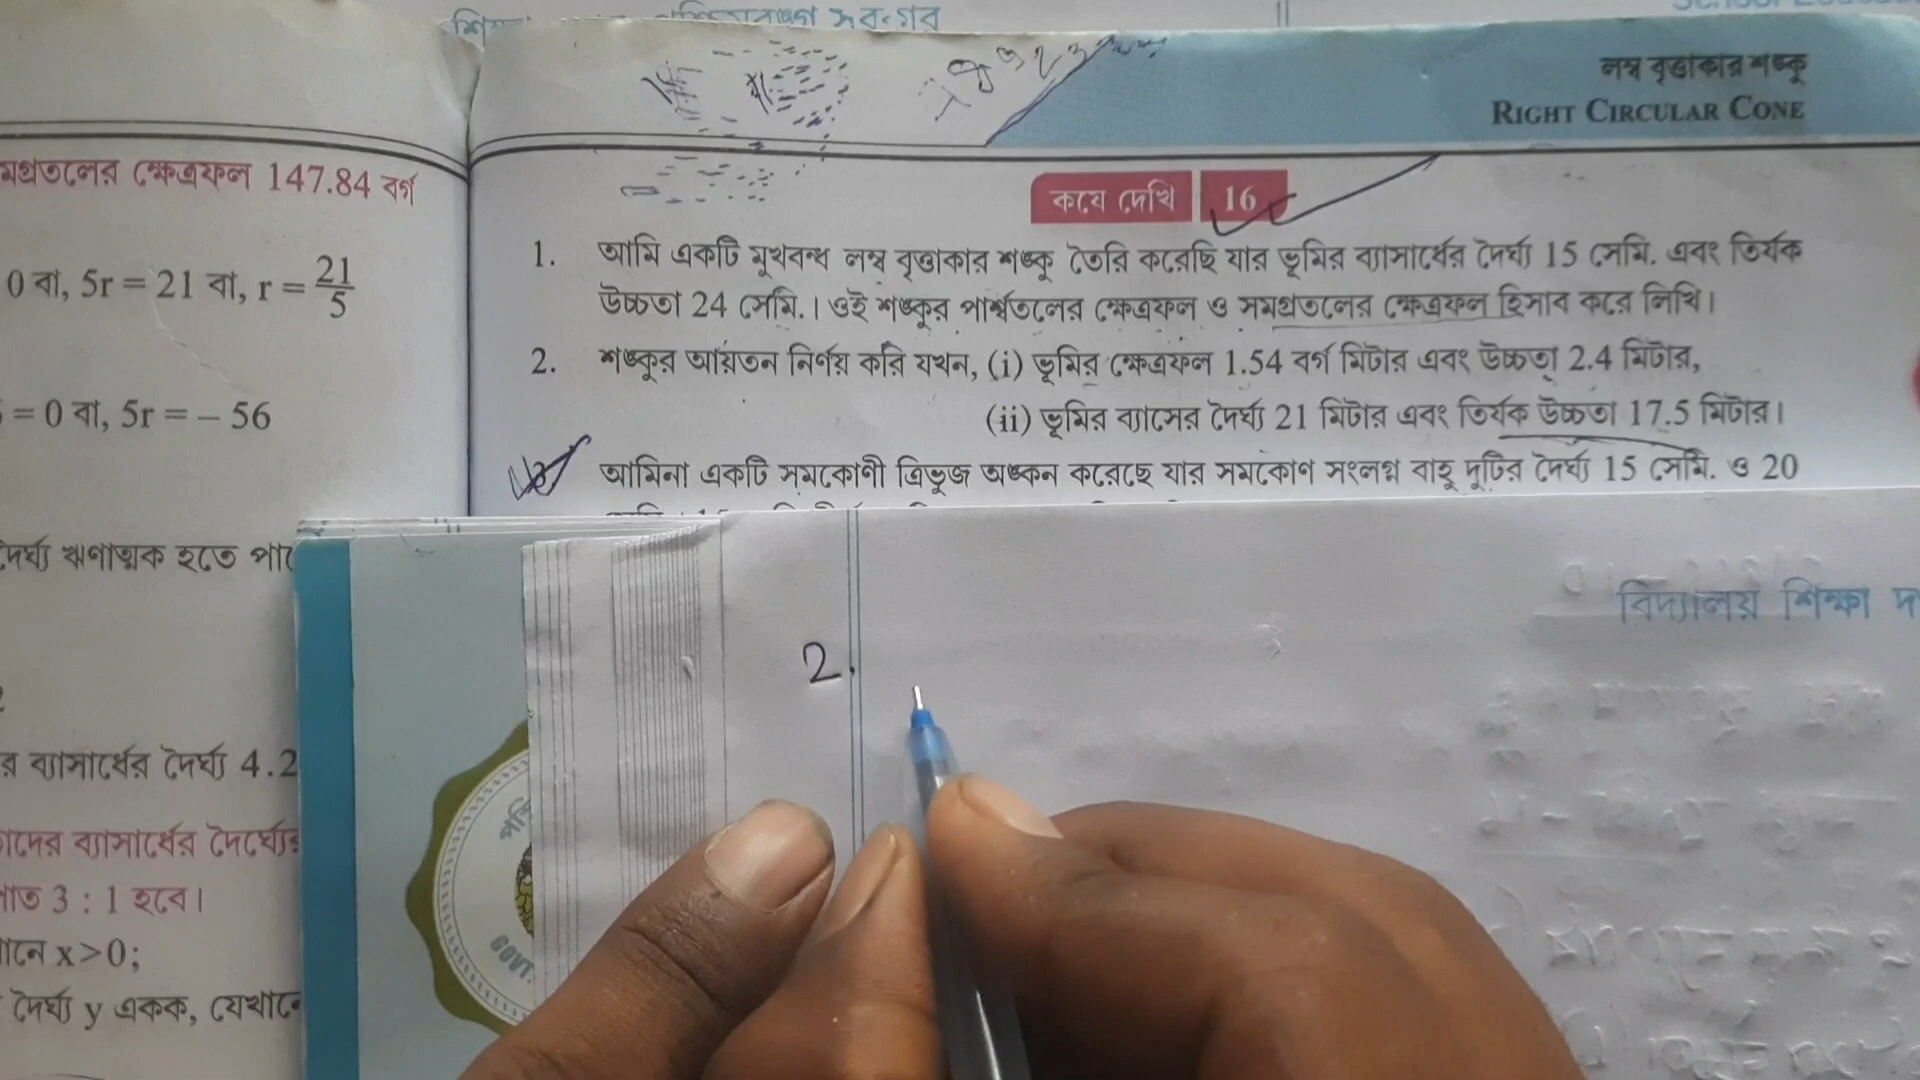 লম্ব বৃত্তাকার শঙ্কু
RIGHT CIRCULAR CONE
কষে দেখি 16
1. আমি একটি মুখবন্ধ লম্ব বৃত্তাকার শঙ্কু তৈরি করেছি যার ভূমির ব্যাসার্ধের দৈর্ঘ্য 15 সেমি. এবং তির্যক
উচ্চতা 24 সেমি.। ওই শঙ্কুর পার্শ্বতলের ক্ষেত্রফল ও সমগ্রতলের ক্ষেত্রফল হিসাব করে লিখি।
2. শঙ্কুর আয়তন নির্ণয় করি যখন, (i) ভূমির ক্ষেত্রফল 1.54 বর্গ মিটার এবং উচ্চতা 2.4 মিটার,
(ii) ভূমির ব্যাসের দৈর্ঘ্য 21 মিটার এবং তির্যক উচ্চতা 17.5 মিটার।
আমিনা একটি সমকোণী ত্রিভুজ অঙ্কন করেছে যার সমকোণ সংলগ্ন বাহু দুটির দৈর্ঘ্য 15 সেমি. ও 20
ক্ষেত্রফল 147.84 বর্গ
0 বা, 5r = 21 বা, r = 21/5
= 0 বা, 5r = – 56
ঋণাত্মক হতে
ব্যাসার্ধের দৈর্ঘ্য 4.2
ব্যাসার্ধের
3 : 1 হবে।
x>0;
দৈর্ঘ্য y একক,
2.
বিদ্যালয় শিক্ষা
GOVT.